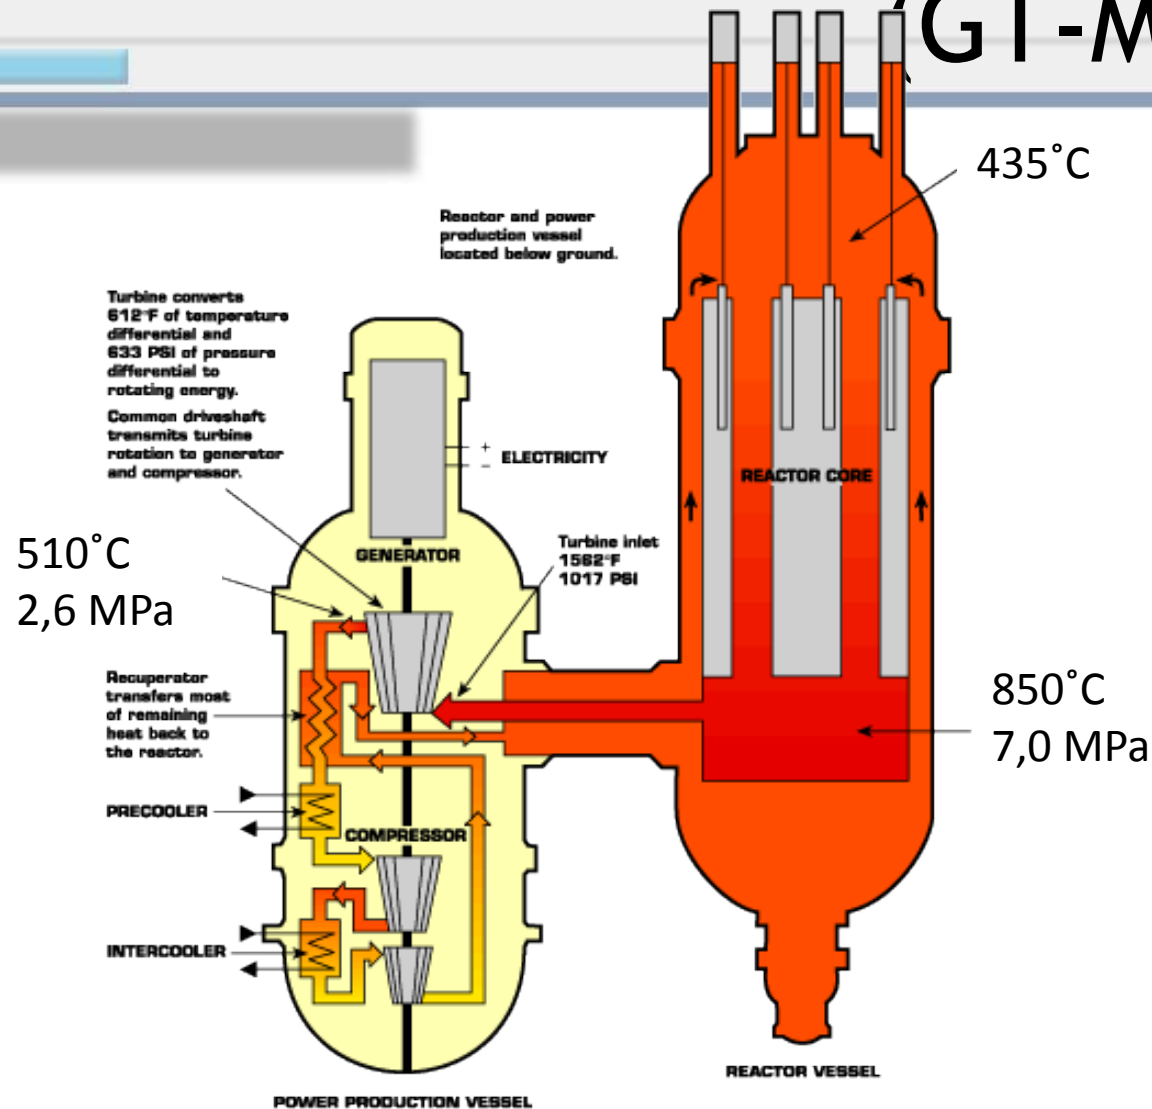 (GT-M
435˚C
Reactor and power
production vessel
located below ground.
Turbine converts
612°F of temperature
differential and
633 PSI of pressure
differential to
rotating energy.
Common driveshaft
transmits turbine
rotation to generator
and compressor.
+
–
ELECTRICITY
REACTOR CORE
510˚C
2,6 MPa
GENERATOR
Turbine inlet
1562°F
1017 PSI
Recuperator
transfers most
of remaining
heat back to
the reactor.
850˚C
7,0 MPa
PRECOOLER
COMPRESSOR
INTERCOOLER
REACTOR VESSEL
POWER PRODUCTION VESSEL